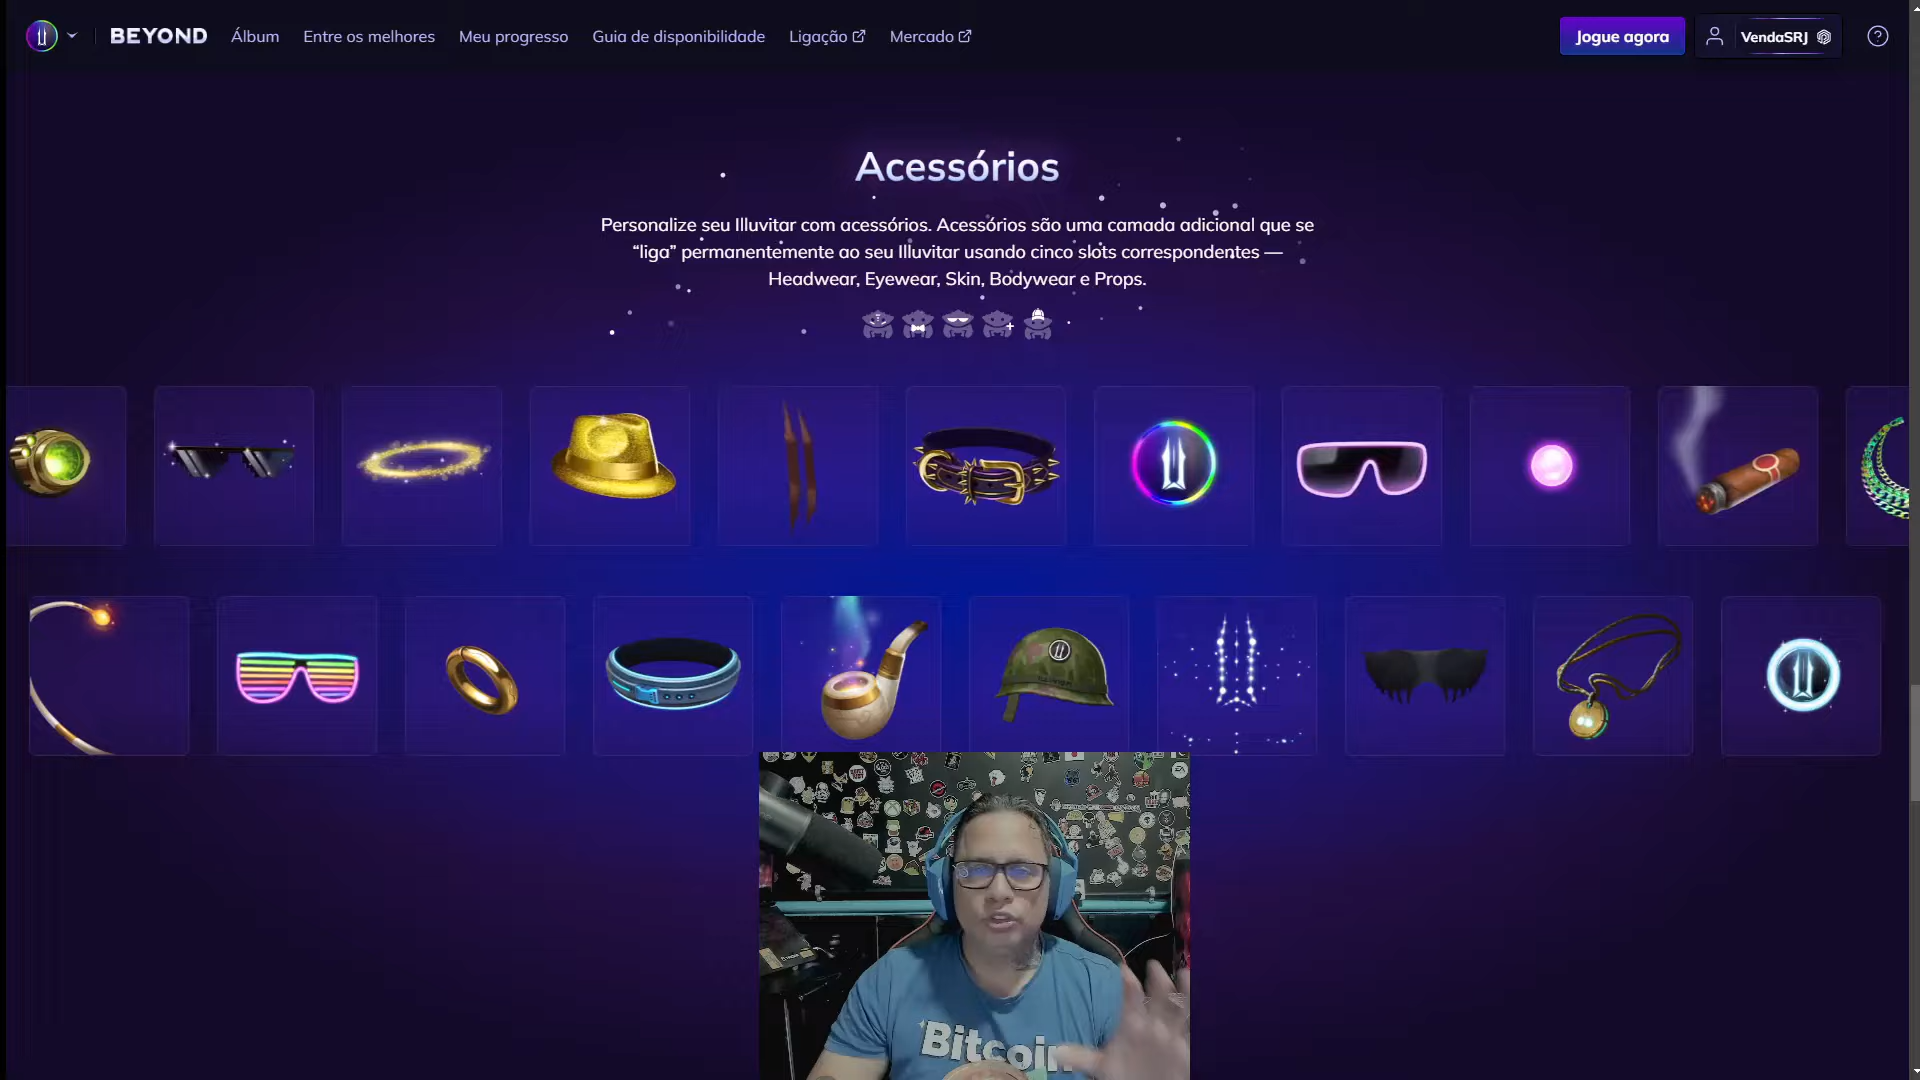 BEYOND Álbum Entre os melhores Meu progresso Guia de disponibilidade Ligação Mercado Jogue agora VendaSRJ
Acessórios
Personalize seu Illuvitar com acessórios. Acessórios são uma camada adicional que se
“liga” permanentemente ao seu Illuvitar usando cinco slots correspondentes —
Headwear, Eyewear, Skin, Bodywear e Props.
Bitcoin